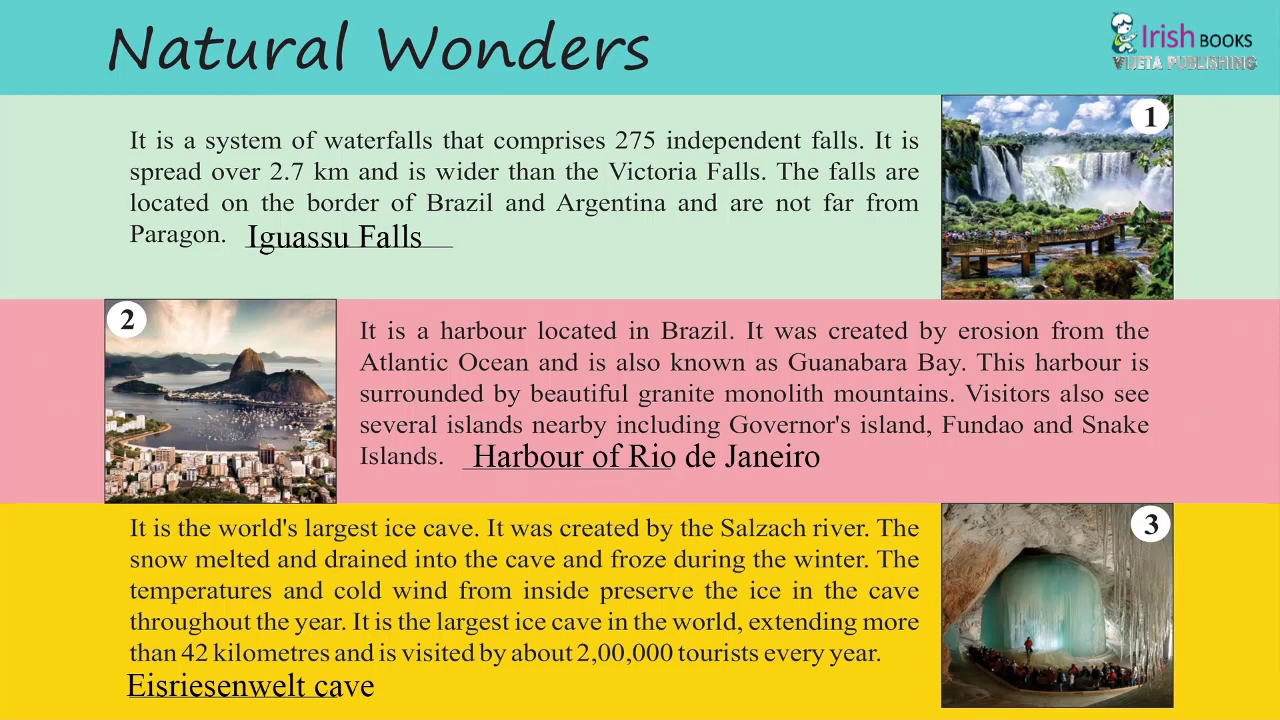 Natural Wonders
Irish BOOKS
VIJETA PUBLISHING
1
It is a system of waterfalls that comprises 275 independent falls. It is
spread over 2.7 km and is wider than the Victoria Falls. The falls are
located on the border of Brazil and Argentina and are not far from
Paragon. Iguassu Falls
2
It is a harbour located in Brazil. It was created by erosion from the
Atlantic Ocean and is also known as Guanabara Bay. This harbour is
surrounded by beautiful granite monolith mountains. Visitors also see
several islands nearby including Governor's island, Fundao and Snake
Islands. Harbour of Rio de Janeiro
3
It is the world's largest ice cave. It was created by the Salzach river. The
snow melted and drained into the cave and froze during the winter. The
temperatures and cold wind from inside preserve the ice in the cave
throughout the year. It is the largest ice cave in the world, extending more
than 42 kilometres and is visited by about 2,00,000 tourists every year.
Eisriesenwelt cave